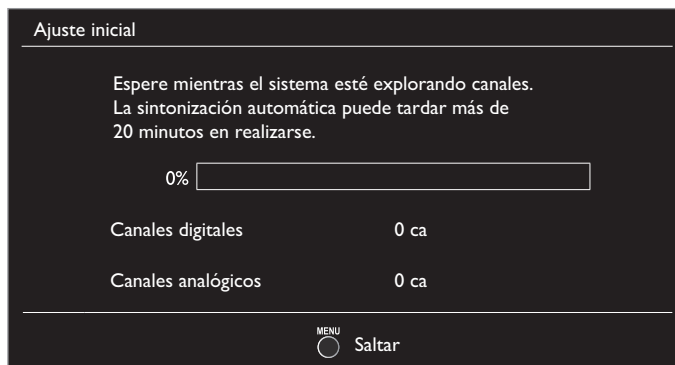 Ajuste inicial
Espere mientras el sistema esté explorando canales.
La sintonización automática puede tardar más de
20 minutos en realizarse.
0%
Canales digitales 0 ca
Canales analógicos 0 ca
MENU Saltar